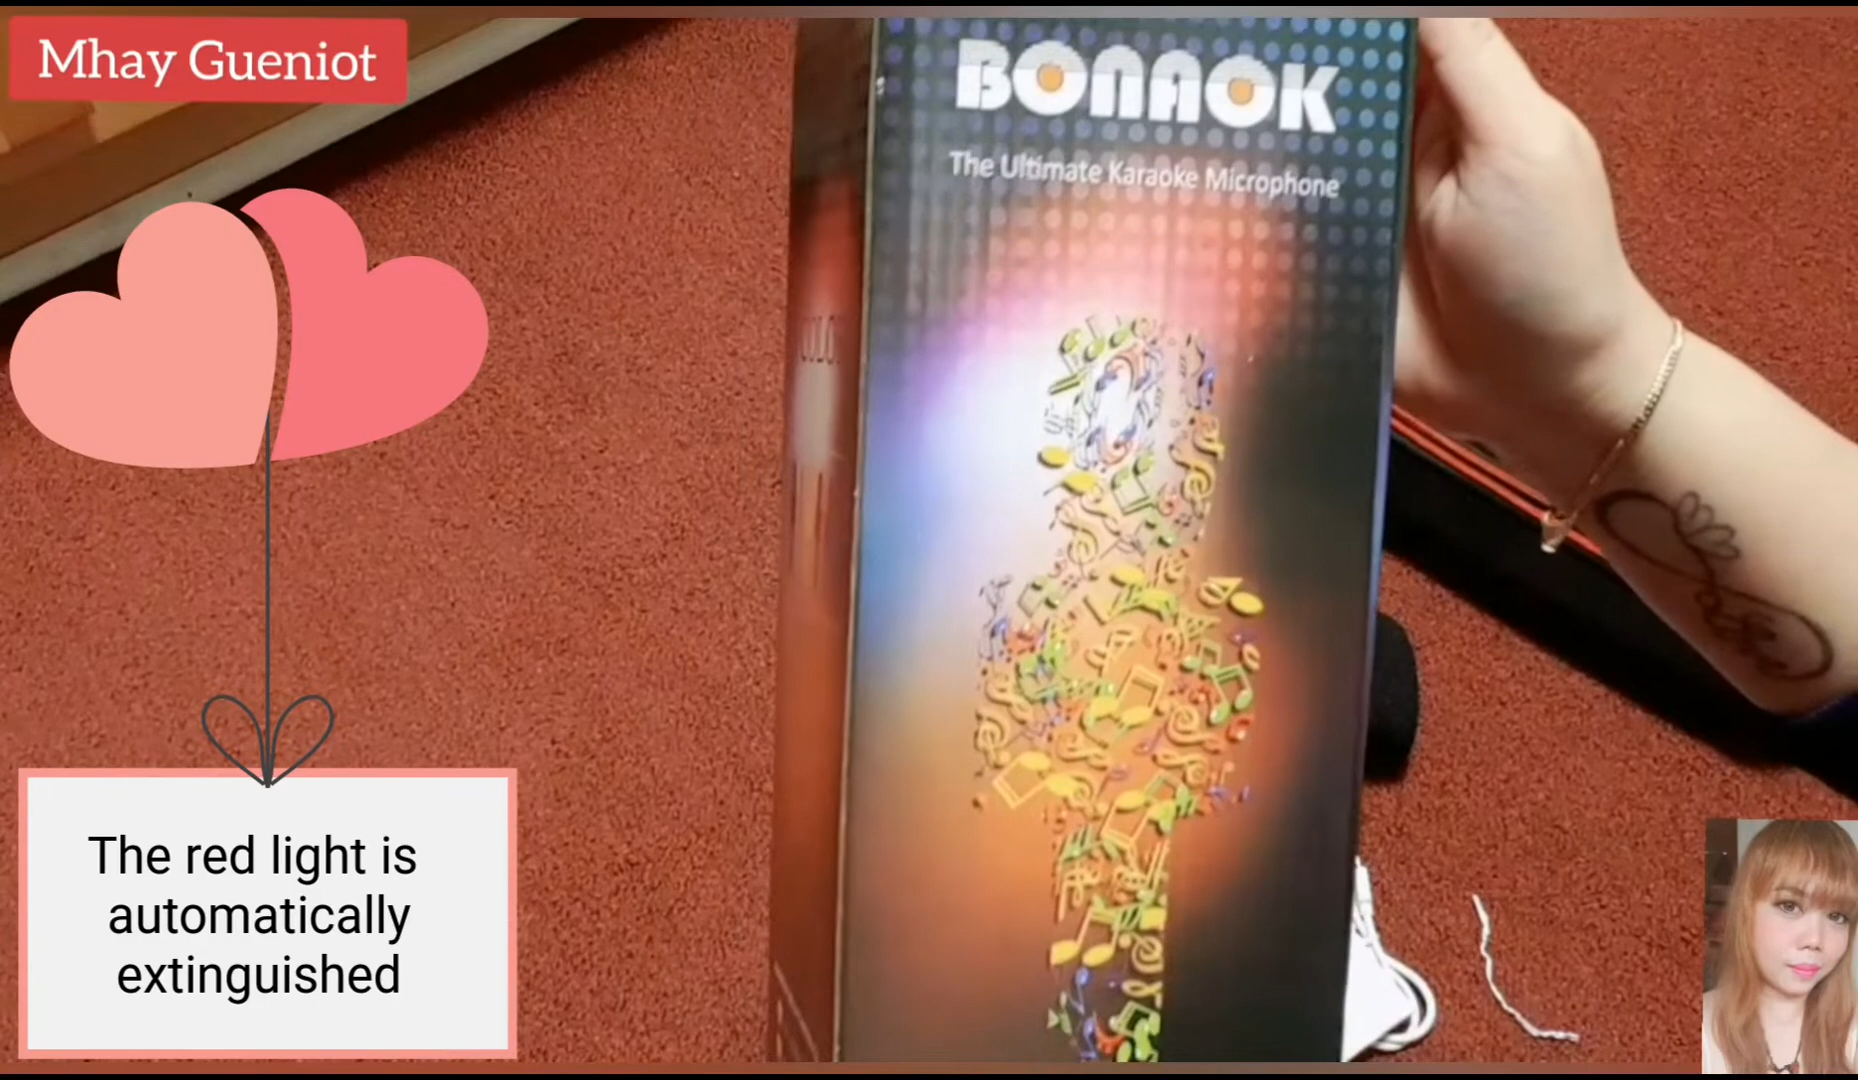 Mhay Gueniot
BONAOK
The Ultimate Karaoke Microphone
The red light is
automatically
extinguished